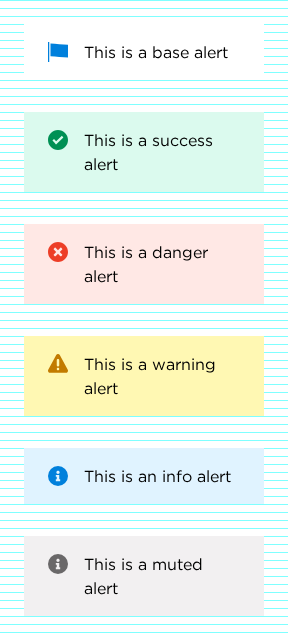 This is a base alert
This is a success
alert
This is a danger
alert
This is a warning
alert
This is an info alert
This is a muted
alert